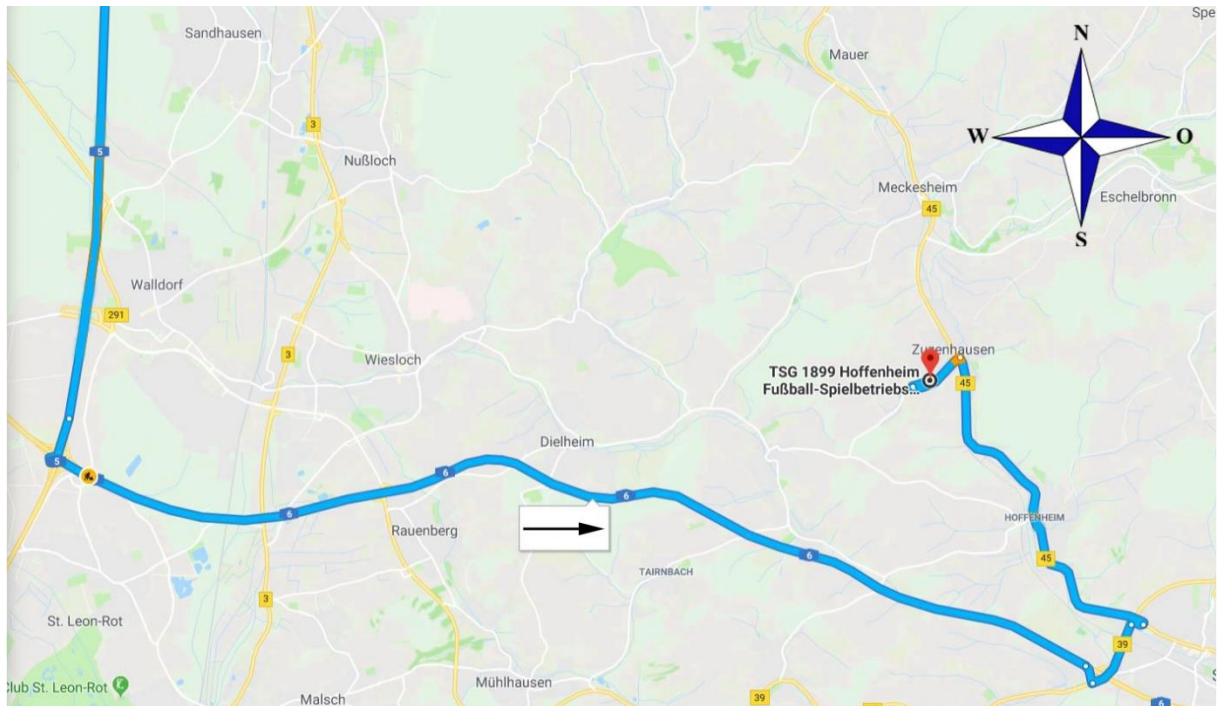 Sandhausen
Spe
N
3
Mauer
5
Nußloch
W
O
Meckesheim
Eschelbronn
45
S
Walldorf
291
3
Wiesloch
Zuzenhausen
TSG 1899 Hoffenheim
Fußball-Spielbetriebs...
45
Dielheim
5
6
6
6
Rauenberg
HOFFENHEIM
6
45
TAIRNBACH
3
St. Leon-Rot
39
Club St. Leon-Rot
Mühlhausen
S
Malsch
39
6